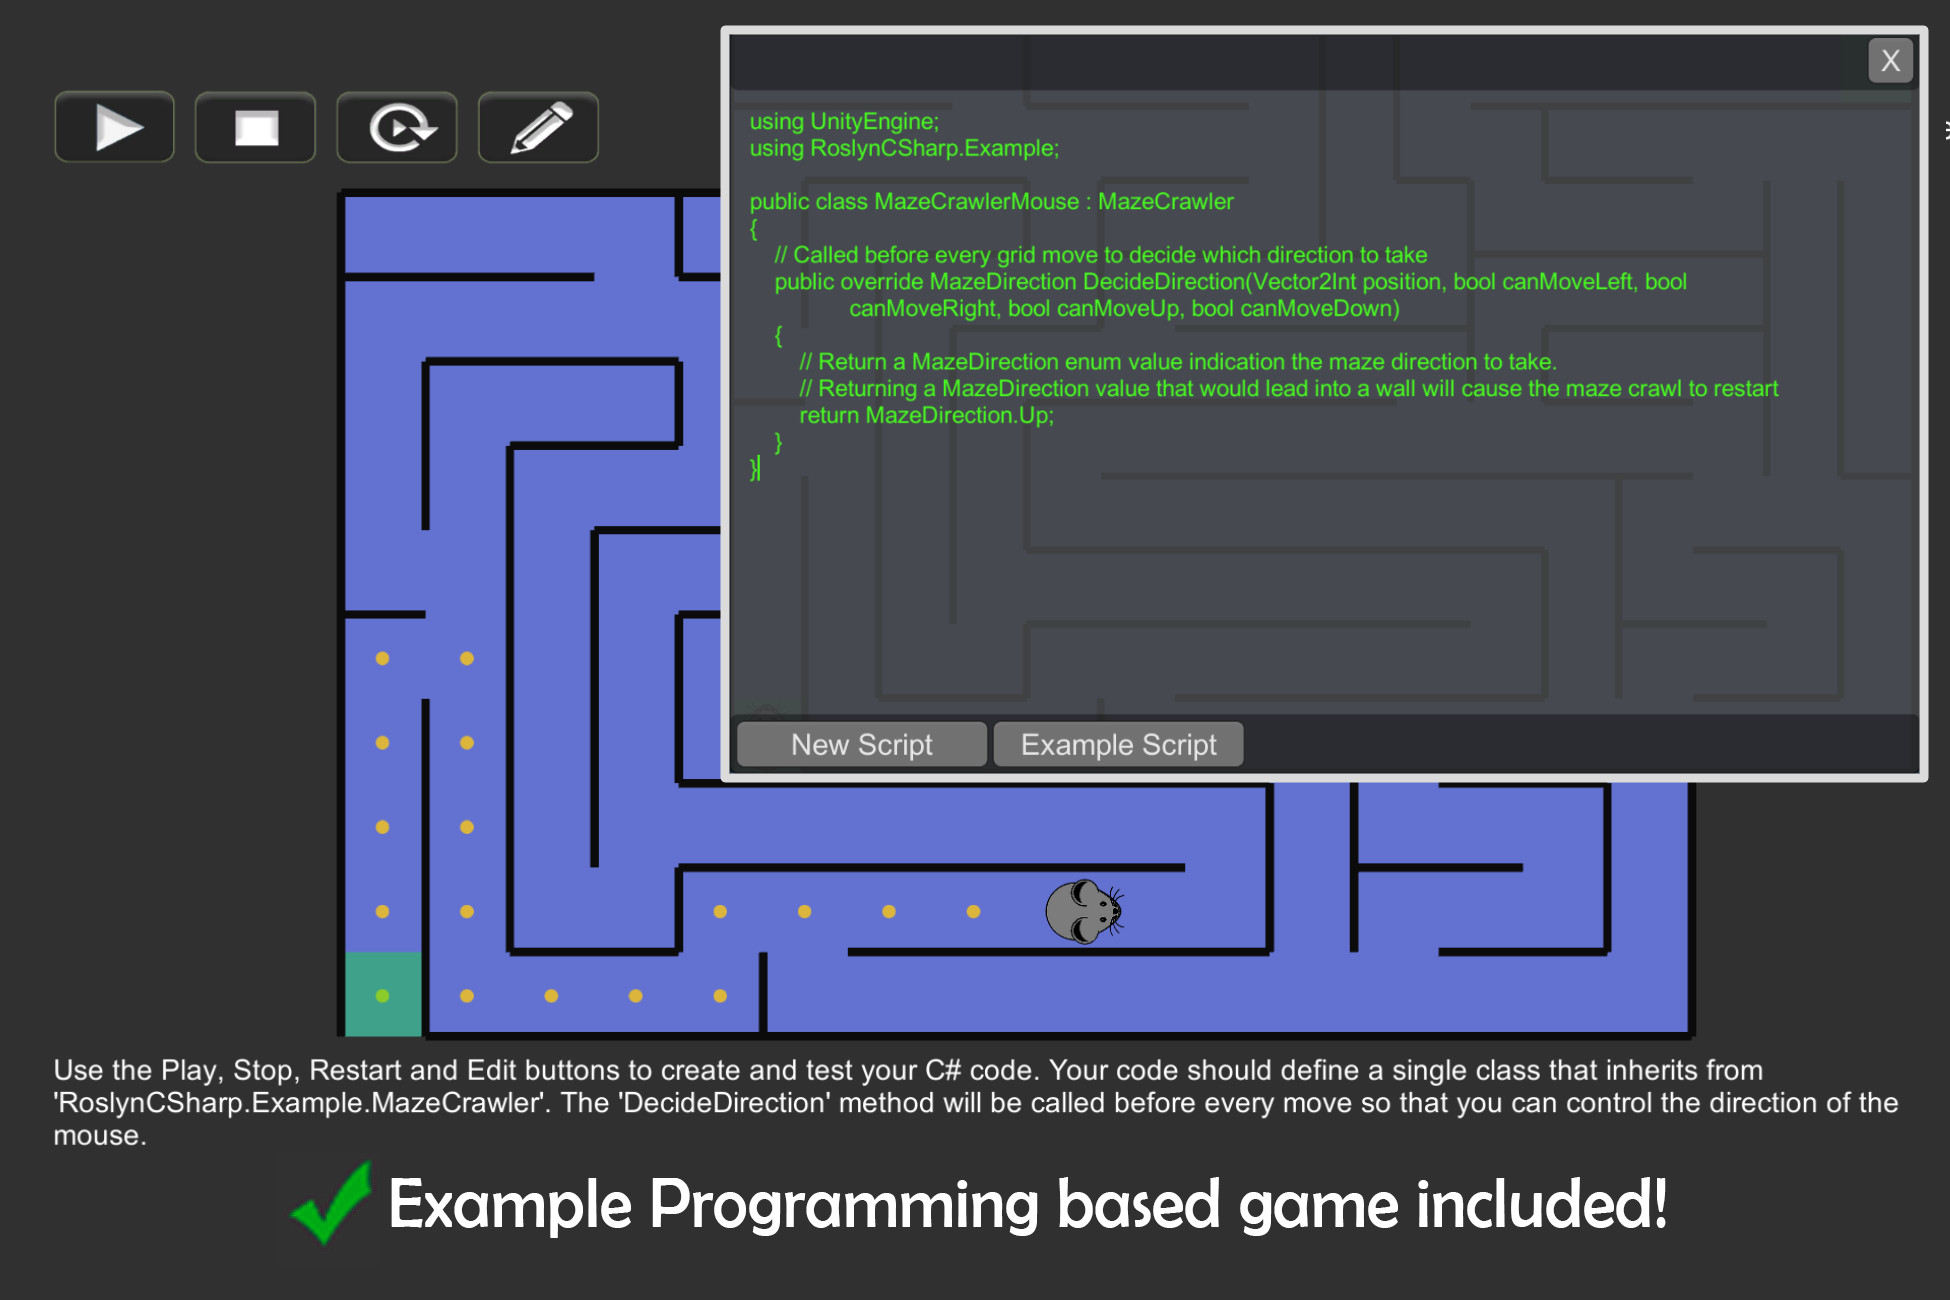 X
using UnityEngine;
using RoslynCSharp.Example;
public class MazeCrawlerMouse : MazeCrawler
{
// Called before every grid move to decide which direction to take
public override MazeDirection DecideDirection(Vector2Int position, bool canMoveLeft, bool
canMoveRight, bool canMoveUp, bool canMoveDown)
{
// Return a MazeDirection enum value indication the maze direction to take.
// Returning a MazeDirection value that would lead into a wall will cause the maze crawl to restart
return MazeDirection.Up;
}
}
New Script
Example Script
Use the Play, Stop, Restart and Edit buttons to create and test your C# code. Your code should define a single class that inherits from
'RoslynCSharp.Example.MazeCrawler'. The 'DecideDirection' method will be called before every move so that you can control the direction of the
mouse.
Example Programming based game included!